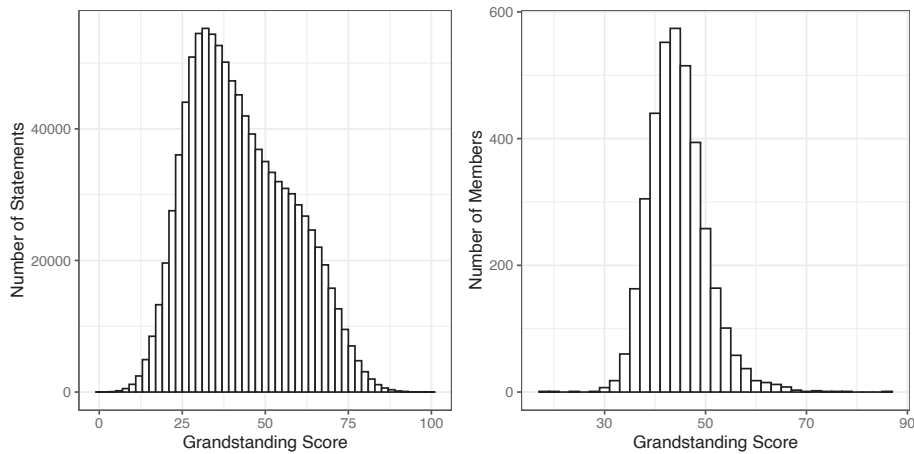 Number of Statements
40000
20000
0
0 25 50 75 100
Grandstanding Score
Number of Members
600
400
200
0
30 50 70 90
Grandstanding Score